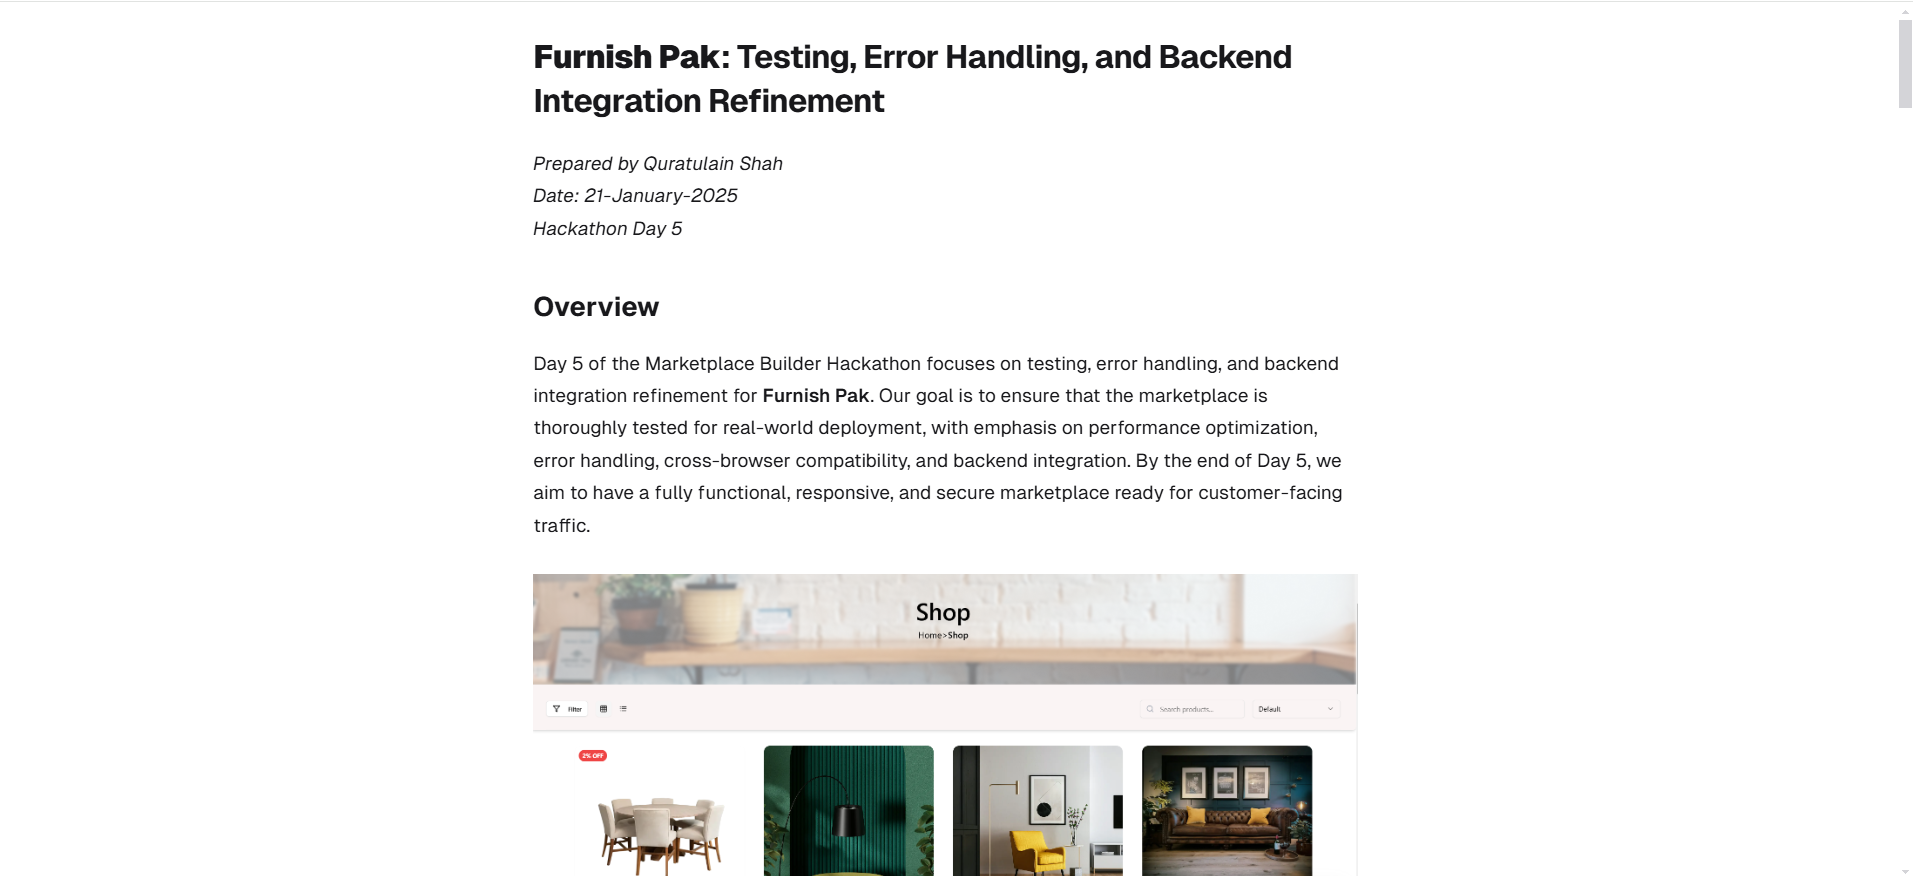 Furnish Pak: Testing, Error Handling, and Backend
Integration Refinement
Prepared by Quratulain Shah
Date: 21-January-2025
Hackathon Day 5
Overview
Day 5 of the Marketplace Builder Hackathon focuses on testing, error handling, and backend
integration refinement for Furnish Pak. Our goal is to ensure that the marketplace is
thoroughly tested for real-world deployment, with emphasis on performance optimization,
error handling, cross-browser compatibility, and backend integration. By the end of Day 5, we
aim to have a fully functional, responsive, and secure marketplace ready for customer-facing
traffic.
Shop
Home>Shop
Filter
Search products...
Default
2% OFF